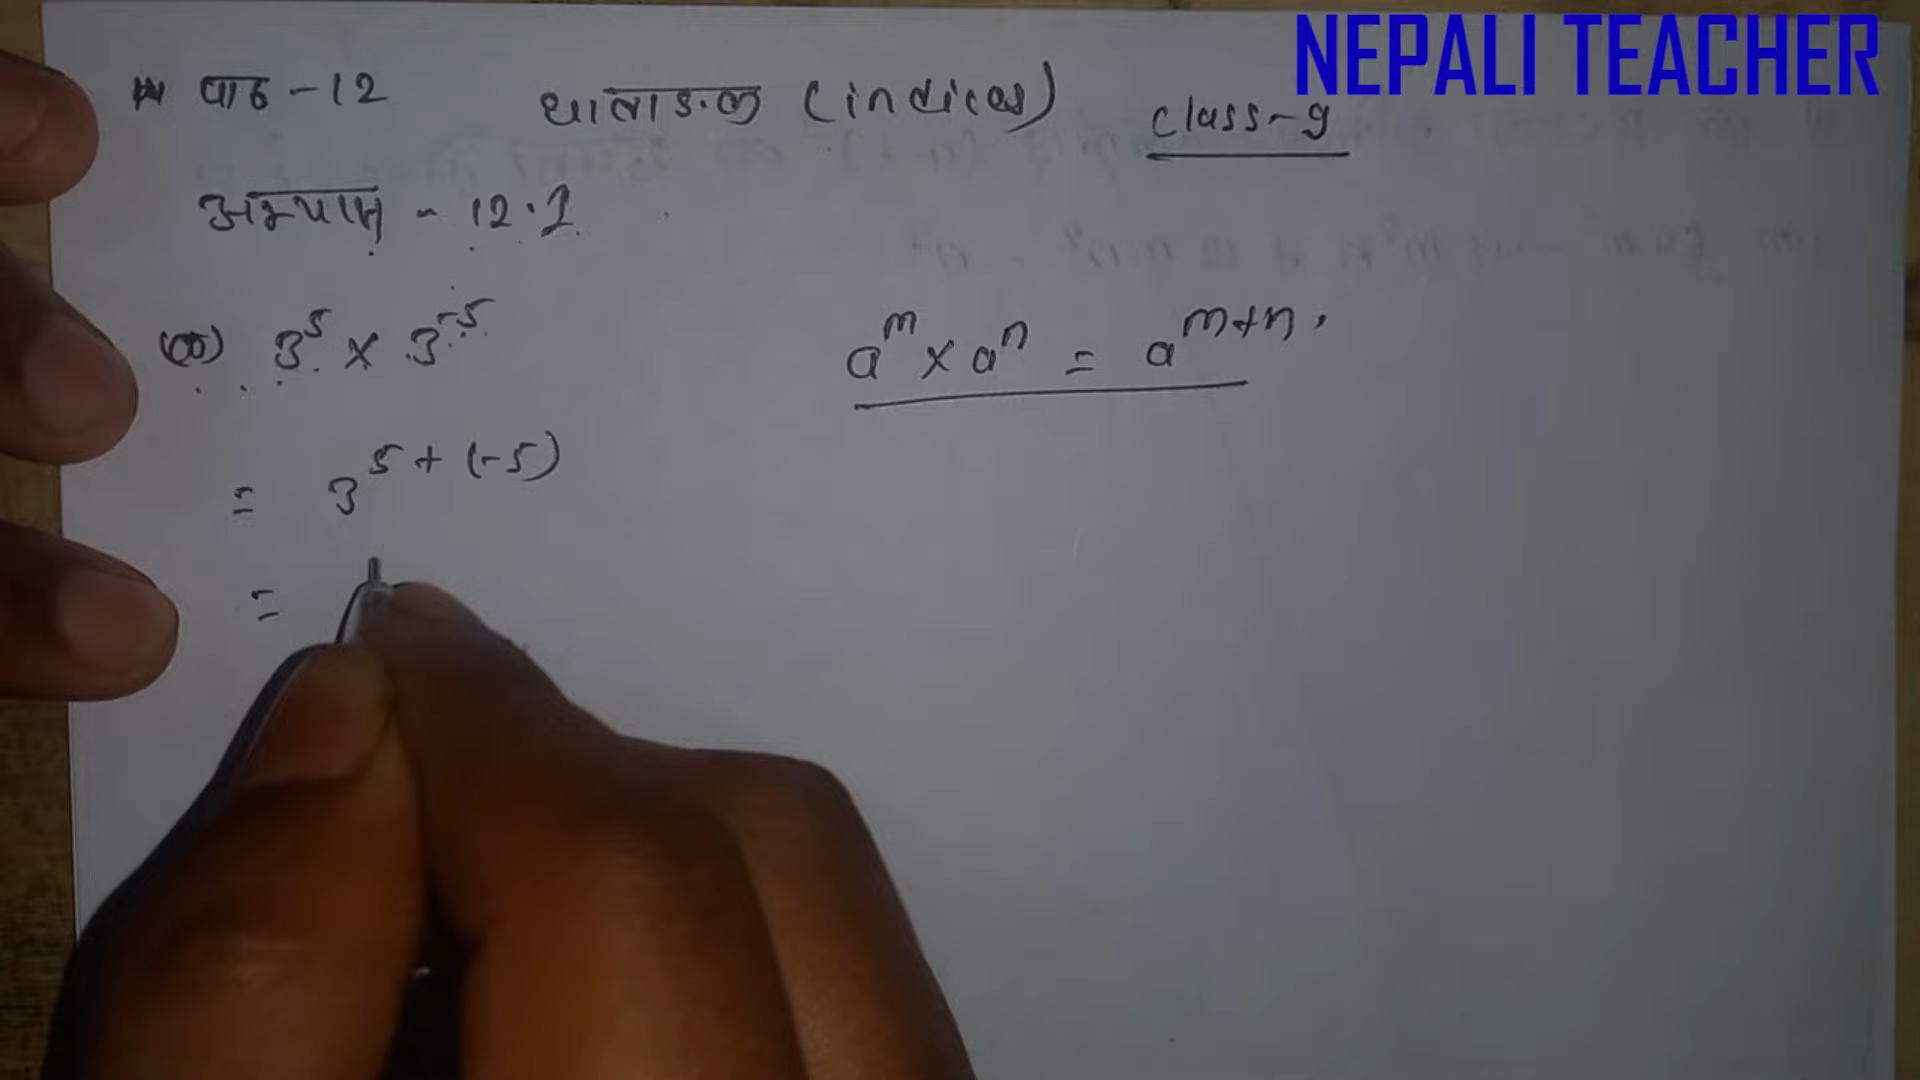 NEPALI TEACHER
पाठ - 12 घाताङ्क (indices) class - 9
अभ्यास - 12.1
(क) 3⁵ × 3⁻⁵
aᵐ × aⁿ = aᵐ⁺ⁿ
= 3⁵⁺⁽⁻⁵⁾
=